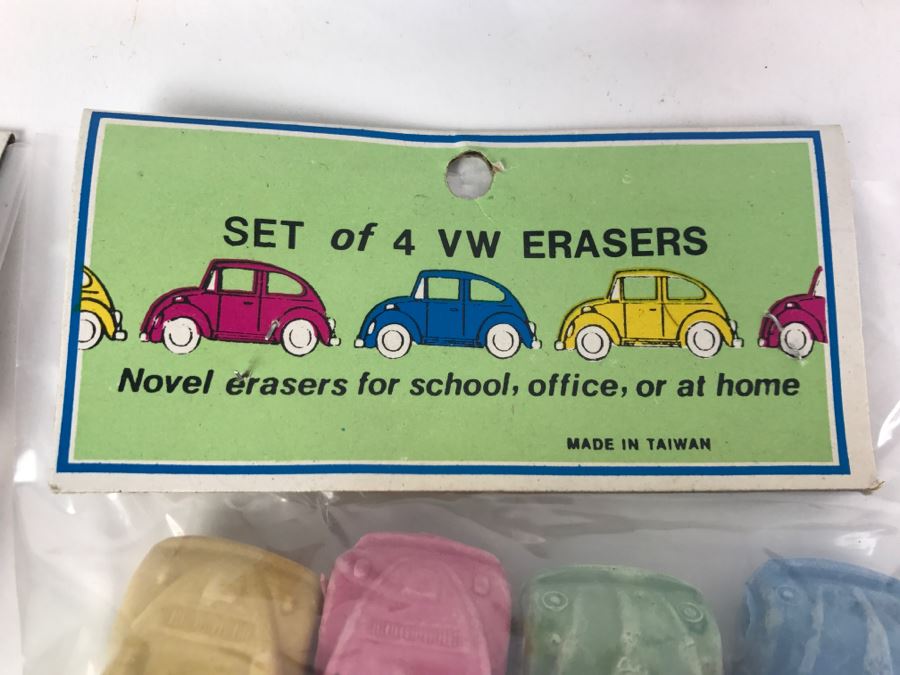 SET of 4 VW ERASERS
Novel erasers for school, office, or at home
MADE IN TAIWAN